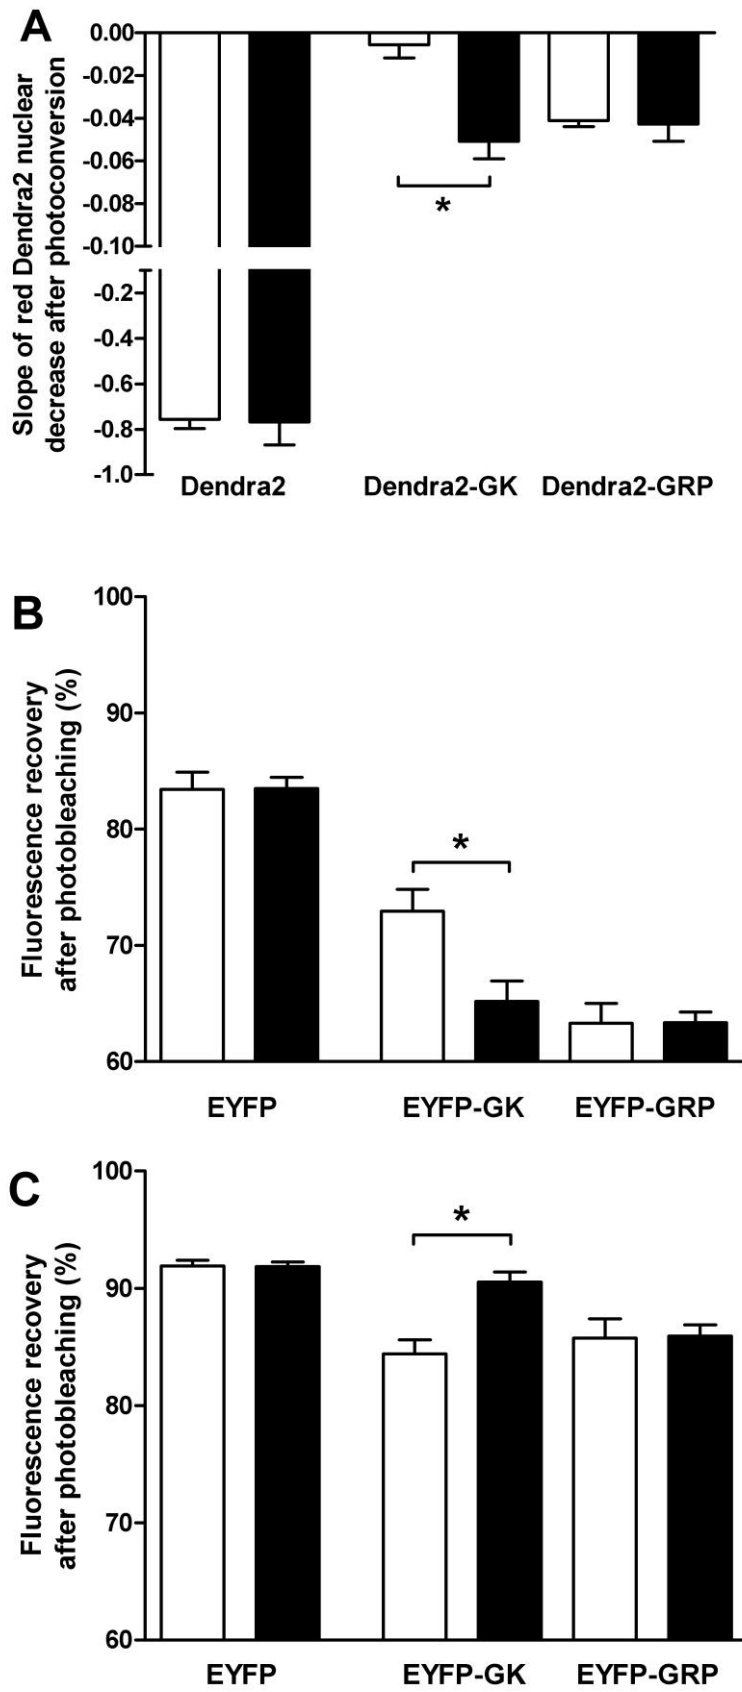 A
Slope of red Dendra2 nuclear
decrease after photoconversion
0.00
-0.02
-0.04
-0.06
-0.08
-0.10
-0.2
-0.4
-0.6
-0.8
-1.0
*
Dendra2 Dendra2-GK Dendra2-GRP
B
Fluorescence recovery
after photobleaching (%)
100
90
80
70
60
*
EYFP EYFP-GK EYFP-GRP
C
Fluorescence recovery
after photobleaching (%)
100
90
80
70
60
*
EYFP EYFP-GK EYFP-GRP